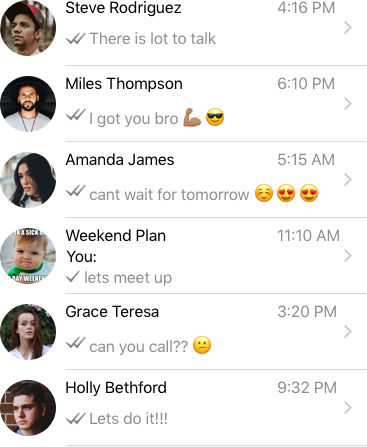 Steve Rodriguez 4:16 PM
There is lot to talk
Miles Thompson 6:10 PM
I got you bro 💪🏽😎
Amanda James 5:15 AM
cant wait for tomorrow ☺️😍😍
Weekend Plan 11:10 AM
You:
lets meet up
Grace Teresa 3:20 PM
can you call?? 🙁
Holly Bethford 9:32 PM
Lets do it!!!